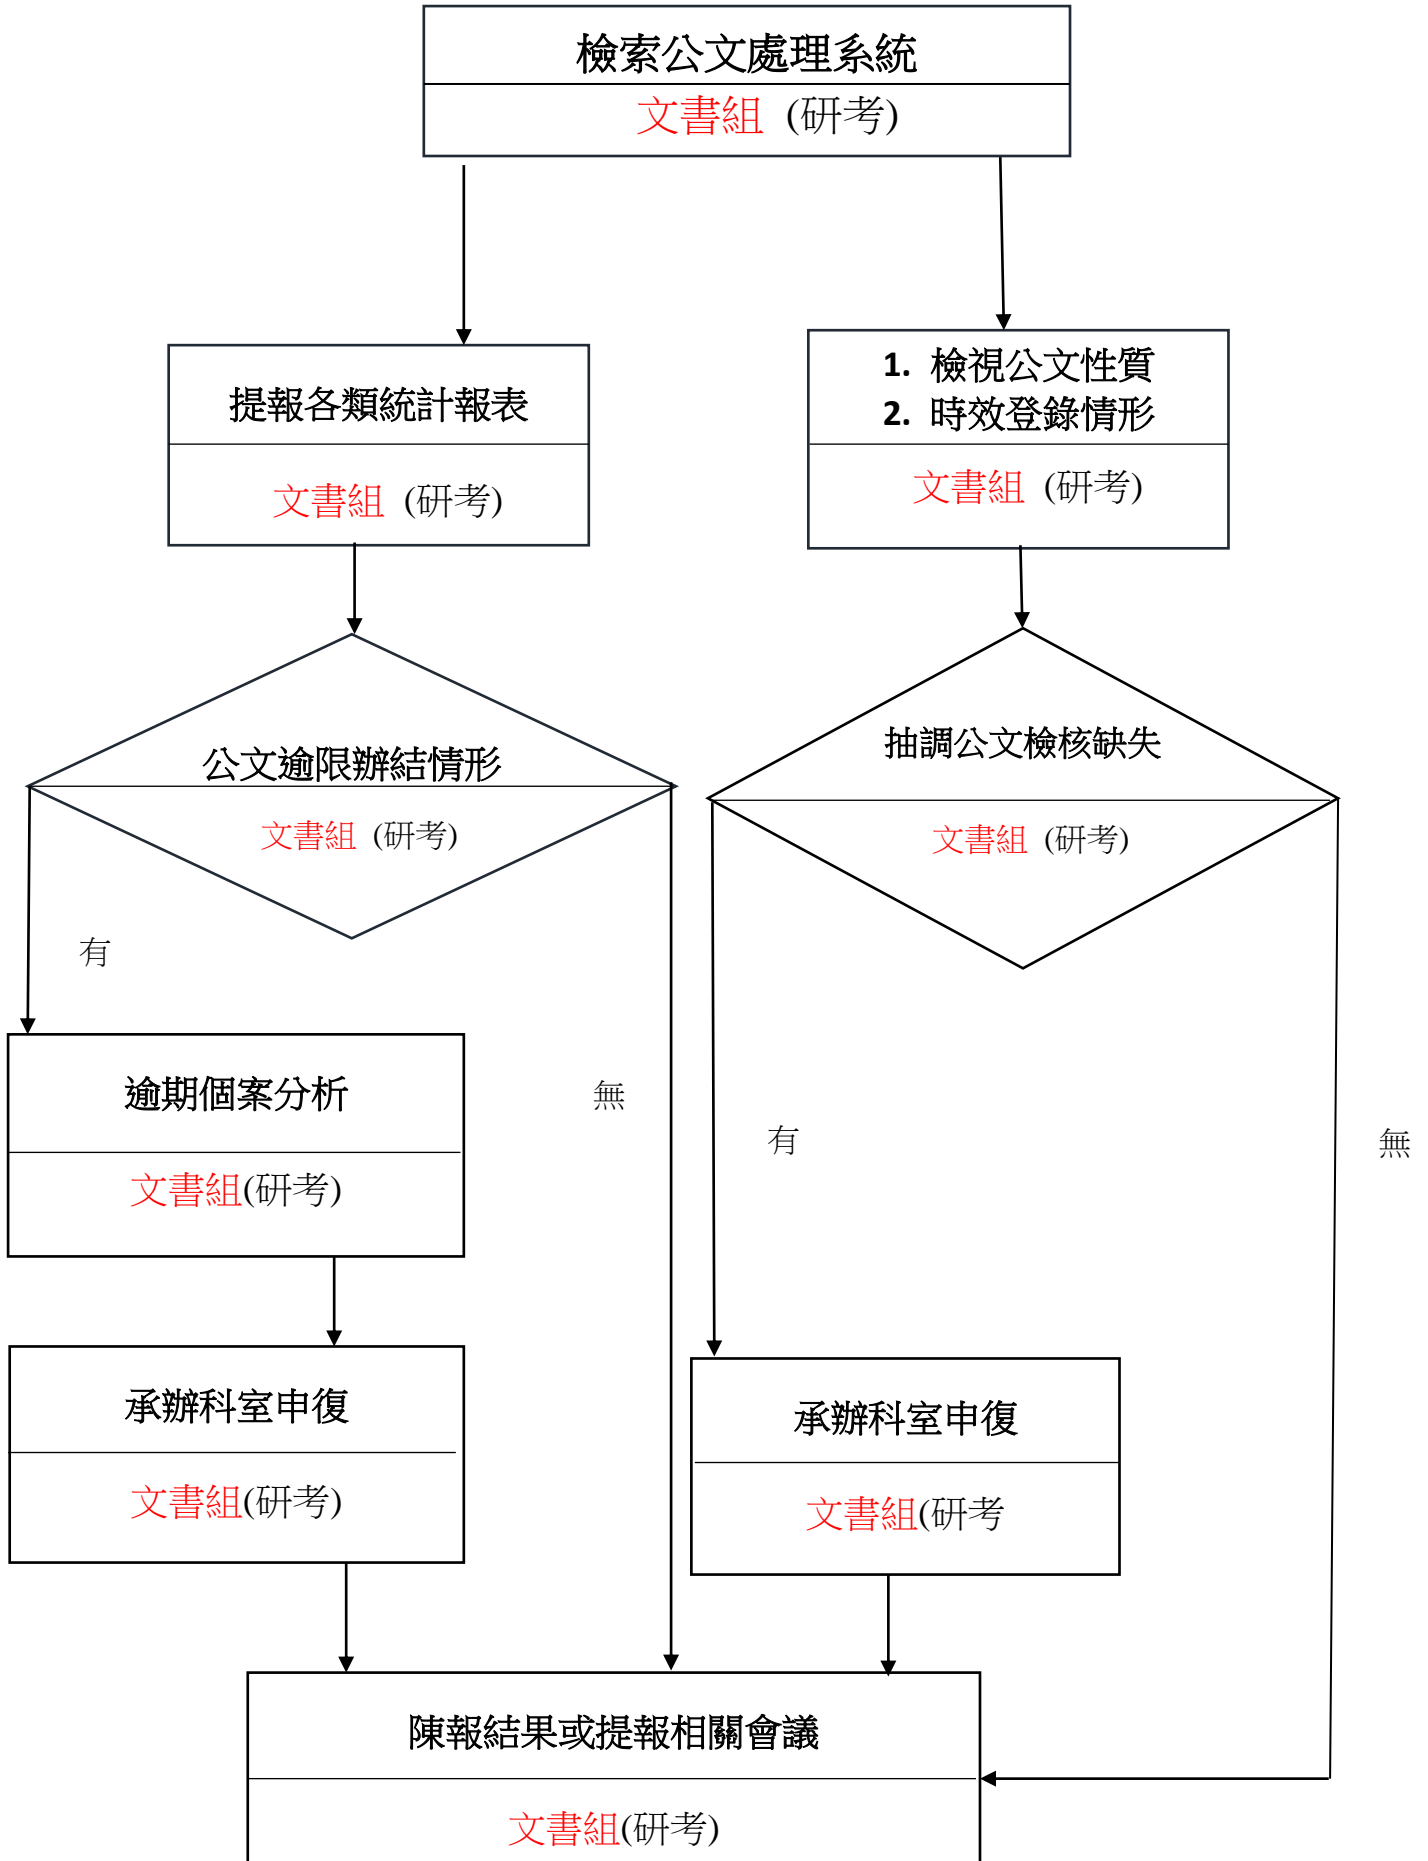 檢索公文處理系統
文書組 (研考)
提報各類統計報表
文書組 (研考)
1. 檢視公文性質
2. 時效登錄情形
文書組 (研考)
公文逾限辦結情形
文書組 (研考)
抽調公文檢核缺失
文書組 (研考)
有
無
有
無
逾期個案分析
文書組(研考)
承辦科室申復
文書組(研考)
承辦科室申復
文書組(研考
陳報結果或提報相關會議
文書組(研考)